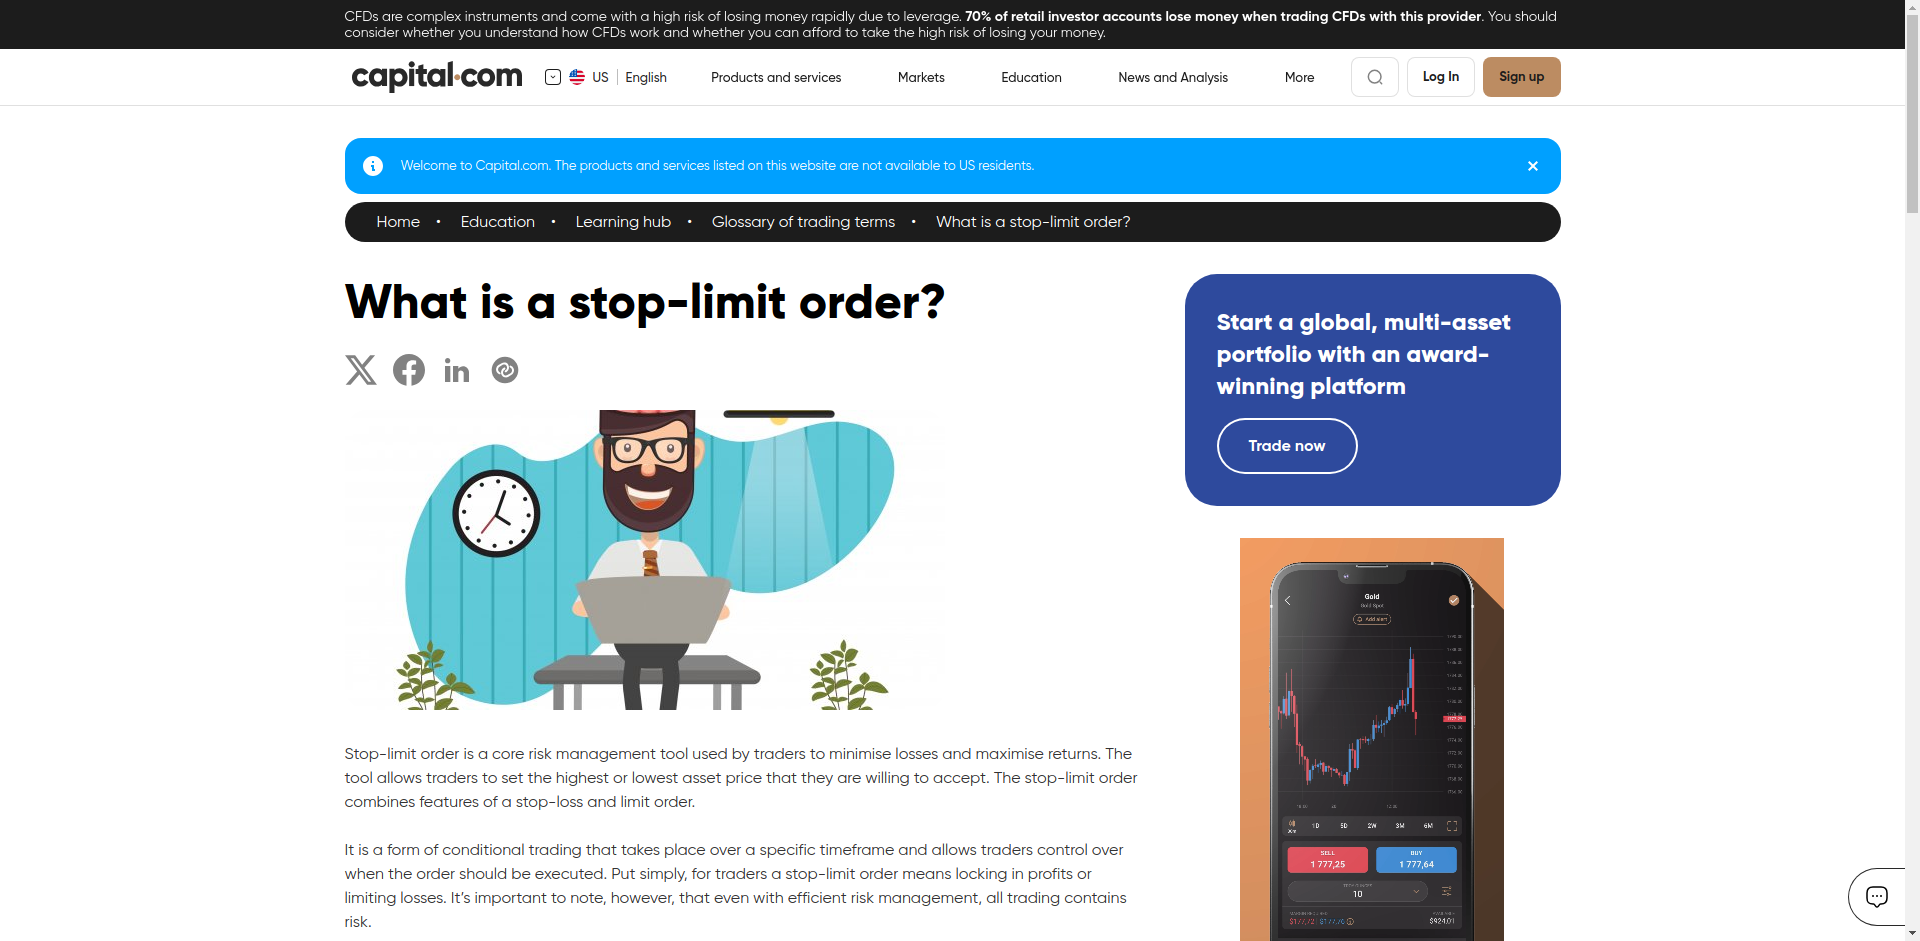 CFDs are complex instruments and come with a high risk of losing money rapidly due to leverage. 70% of retail investor accounts lose money when trading CFDs with this provider. You should
consider whether you understand how CFDs work and whether you can afford to take the high risk of losing your money.
capital.com
US English
Products and services
Markets
Education
News and Analysis
More
Log In
Sign up
Welcome to Capital.com. The products and services listed on this website are not available to US residents.
Home • Education • Learning hub • Glossary of trading terms • What is a stop-limit order?
What is a stop-limit order?
Stop-limit order is a core risk management tool used by traders to minimise losses and maximise returns. The
tool allows traders to set the highest or lowest asset price that they are willing to accept. The stop-limit order
combines features of a stop-loss and limit order.
It is a form of conditional trading that takes place over a specific timeframe and allows traders control over
when the order should be executed. Put simply, for traders a stop-limit order means locking in profits or
limiting losses. It's important to note, however, that even with efficient risk management, all trading contains
risk.
Start a global, multi-asset
portfolio with an award-
winning platform
Trade now
Gold
Gold Spot
Add alert
1D 5D 2W 3M 6M
SELL
1 777,25
BUY
1 777,64
10
$924,01